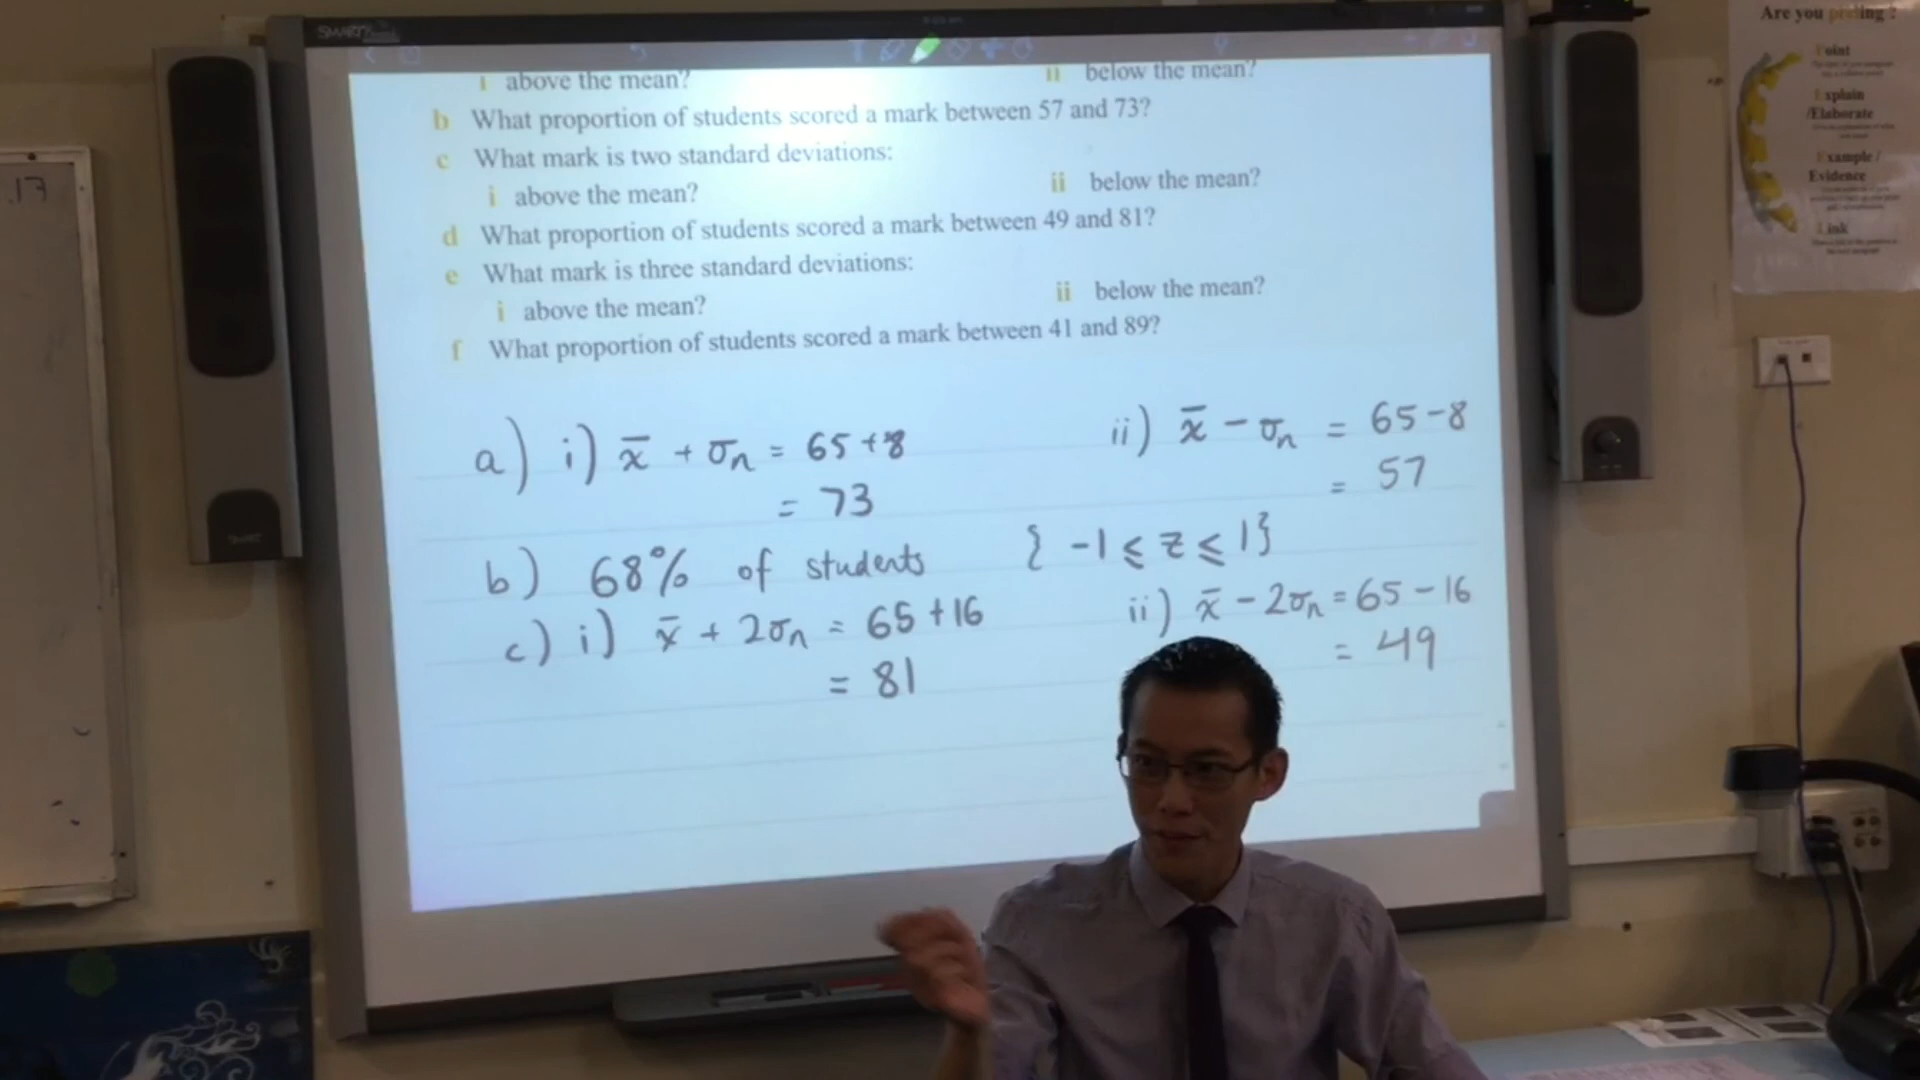 SMART
i above the mean? ii below the mean?
b What proportion of students scored a mark between 57 and 73?
c What mark is two standard deviations:
i above the mean? ii below the mean?
d What proportion of students scored a mark between 49 and 81?
e What mark is three standard deviations:
i above the mean? ii below the mean?
f What proportion of students scored a mark between 41 and 89?
a) i) x̄ + σn = 65+8
= 73
ii) x̄ - σn = 65-8
= 57
b) 68% of students { -1 ≤ z ≤ 1}
c) i) x̄ + 2σn = 65+16
= 81
ii) x̄ - 2σn = 65-16
= 49
.17
Are you
Point
Explain
/Elaborate
Example/
Evidence
Link